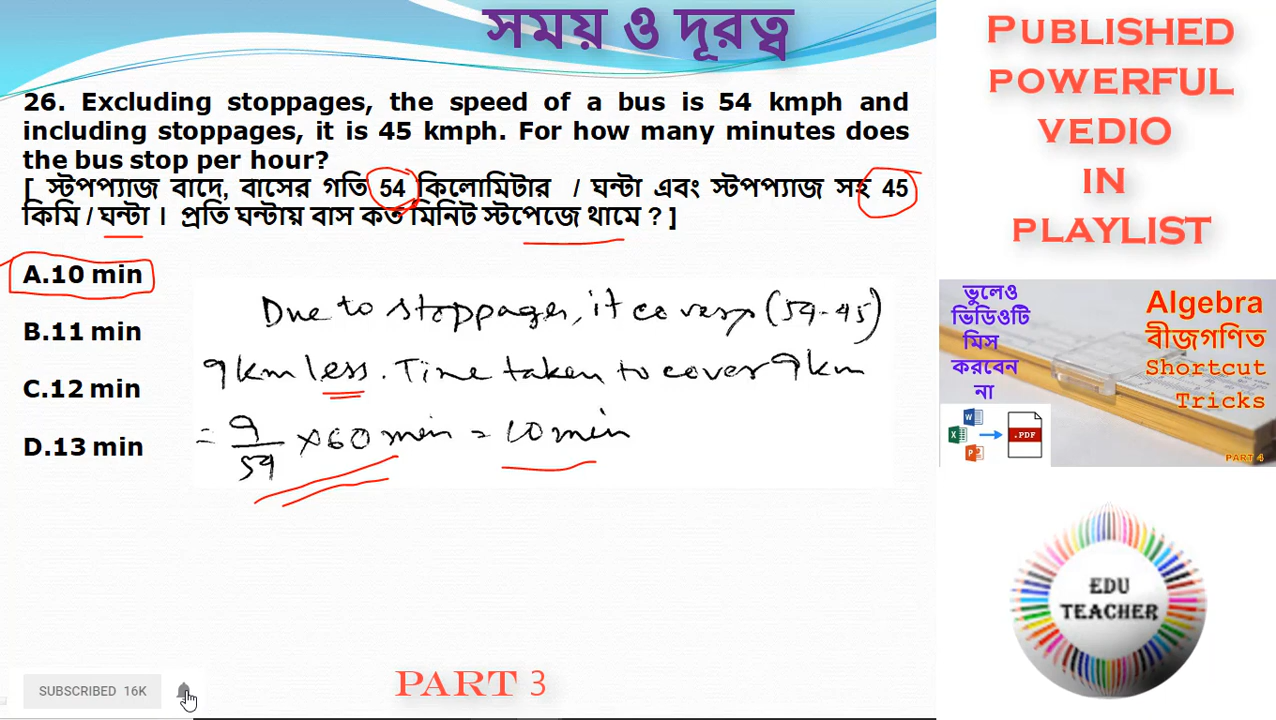 সময় ও দূরত্ব
26. Excluding stoppages, the speed of a bus is 54 kmph and
including stoppages, it is 45 kmph. For how many minutes does
the bus stop per hour?
[ স্টপপ্যাজ বাদে, বাসের গতি 54 কিলোমিটার / ঘন্টা এবং স্টপপ্যাজ সহ 45
কিমি / ঘন্টা । প্রতি ঘন্টায় বাস কত মিনিট স্টপেজে থামে ? ]
A.10 min
B.11 min
C.12 min
D.13 min
Due to stoppages, it covers (54-45)
9 km less. Time taken to cover 9 km
= 9/54 × 60 min = 10 min
SUBSCRIBED 16K
PART 3
PUBLISHED
POWERFUL
VEDIO
IN
PLAYLIST
ভুলেও
ভিডিওটি
মিস
করবেন
না
Algebra
বীজগণিত
Shortcut
Tricks
.PDF
PART 4
EDU
TEACHER